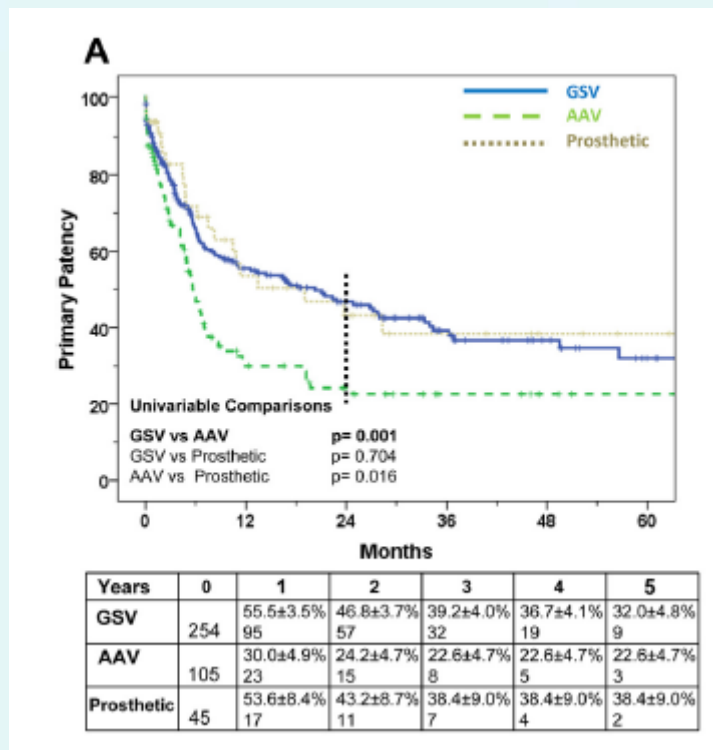 A
GSV
AAV
Prosthetic
Primary Patency
100
80
60
40
20
0
Univariable Comparisons
GSV vs AAV p= 0.001
GSV vs Prosthetic p= 0.704
AAV vs Prosthetic p= 0.016
0 12 24 36 48 60
Months
Years 0 1 2 3 4 5
GSV 55.5±3.5% 46.8±3.7% 39.2±4.0% 36.7±4.1% 32.0±4.8%
254 95 57 32 19 9
AAV 30.0±4.9% 24.2±4.7% 22.6±4.7% 22.6±4.7% 22.6±4.7%
105 23 15 8 5 3
Prosthetic 53.6±8.4% 43.2±8.7% 38.4±9.0% 38.4±9.0% 38.4±9.0%
45 17 11 7 4 2